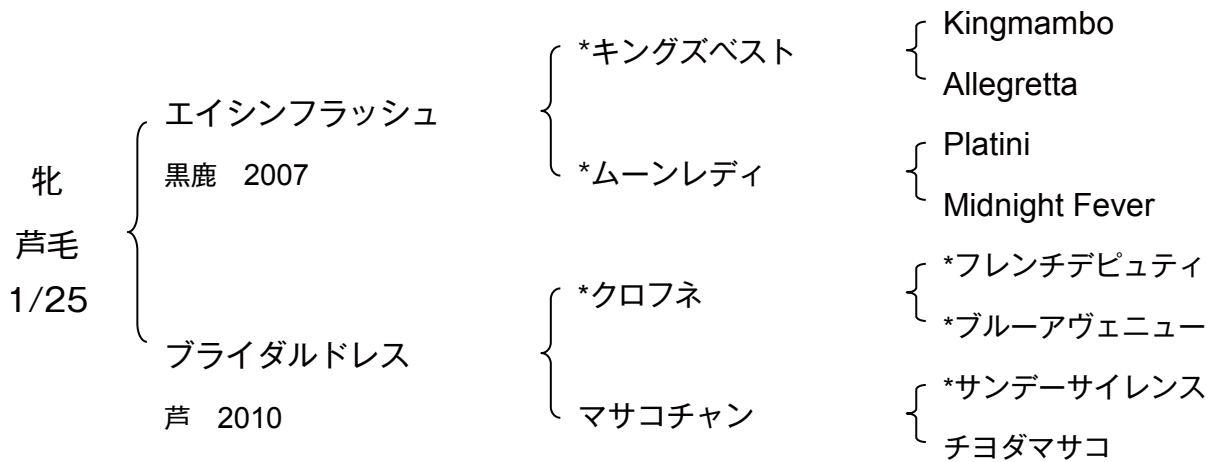 牝
芦毛
1/25
エイシンフラッシュ
黒鹿　2007
ブライダルドレス
芦　2010
*キングズベスト
*ムーンレディ
*クロフネ
マサコチャン
Kingmambo
Allegretta
Platini
Midnight Fever
*フレンチデピュティ
*ブルーアヴェニュー
*サンデーサイレンス
チヨダマサコ